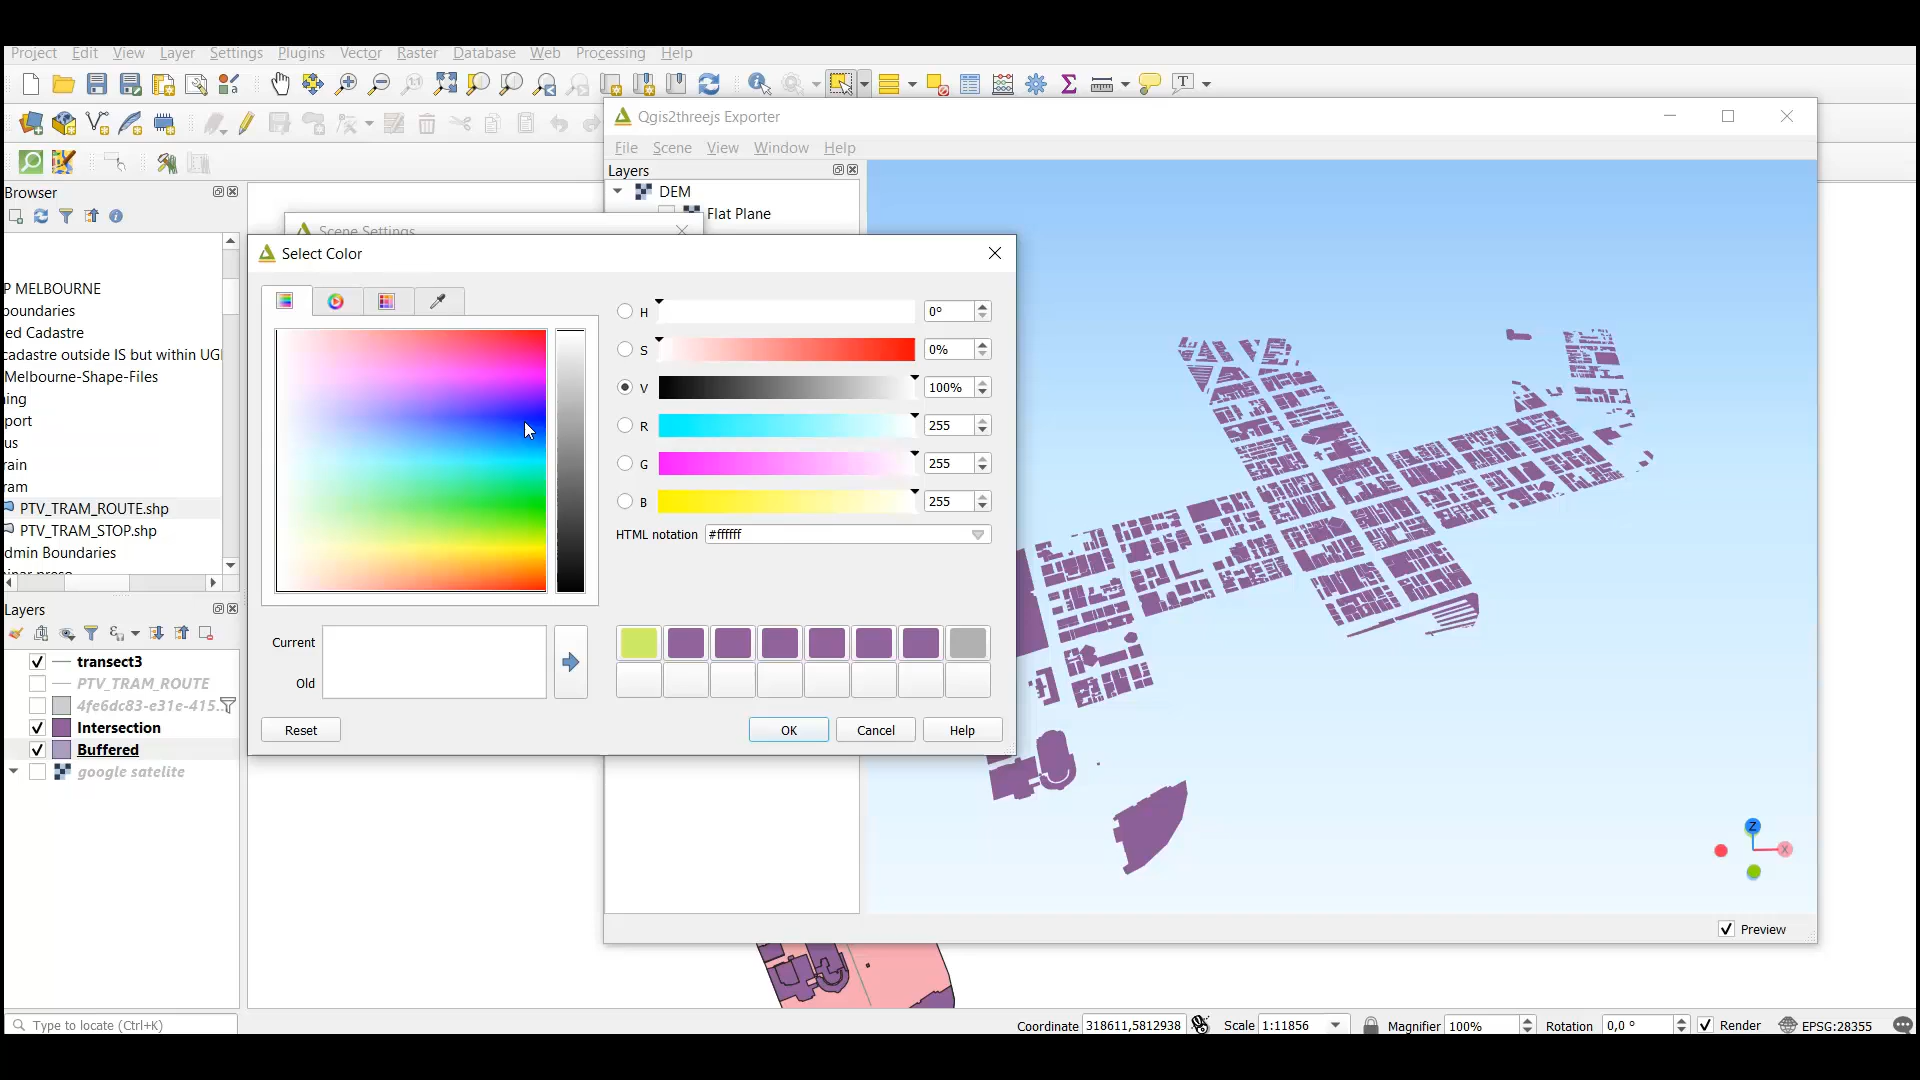 Project Edit View Layer Settings Plugins Vector Raster Database Web Processing Help
Qgis2threejs Exporter
File Scene View Window Help
Layers
DEM
Flat Plane
Browser
P MELBOURNE
boundaries
ed Cadastre
cadastre outside IS but within UG
Melbourne-Shape-Files
ing
port
us
rain
ram
PTV_TRAM_ROUTE.shp
PTV_TRAM_STOP.shp
dmin Boundaries
Scene Settings
Select Color
H 0°
S 0%
V 100%
R 255
G 255
B 255
HTML notation #ffffff
Current
Old
Reset OK Cancel Help
Layers
transect3
PTV_TRAM_ROUTE
4fe6dc83-e31e-415...
Intersection
Buffered
google satelite
Z
X
Preview
Type to locate (Ctrl+K)
Coordinate 318611,5812938 Scale 1:11856 Magnifier 100% Rotation 0,0 ° Render EPSG:28355